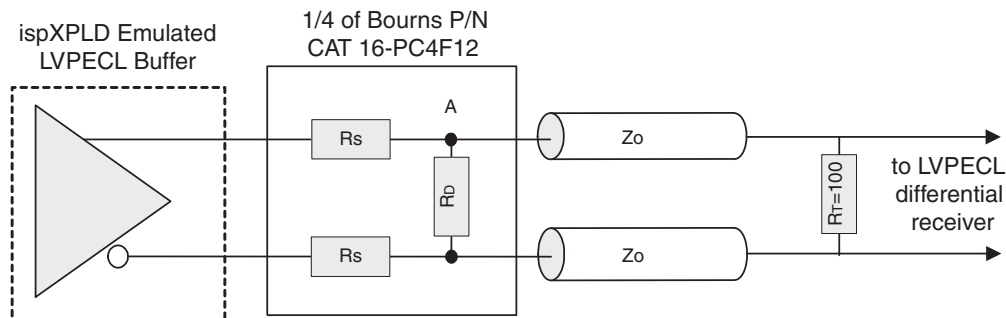 ispXPLD Emulated
LVPECL Buffer
1/4 of Bourns P/N
CAT 16-PC4F12
A
Rs
Zo
RD
RT=100
to LVPECL
differential
receiver
Rs
Zo